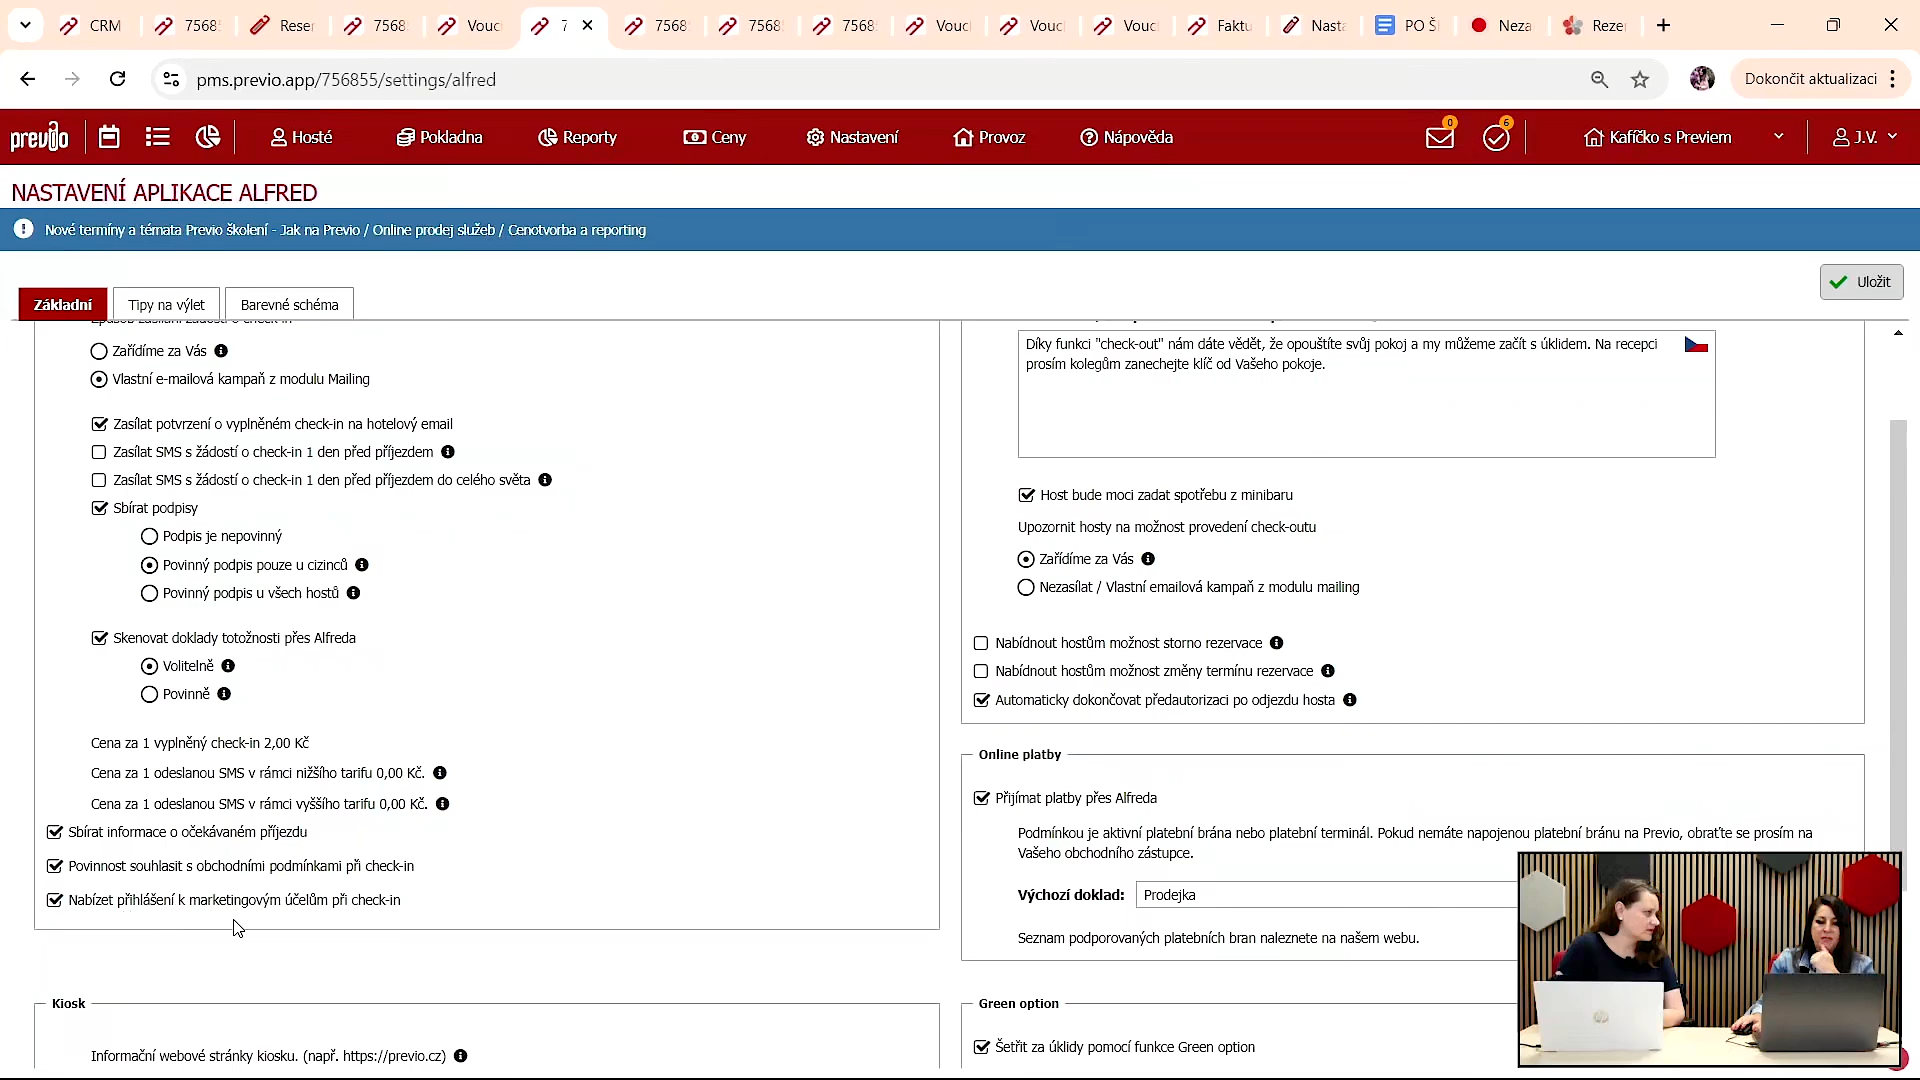 CRM
7568
Rese
7568
Vouc
7
7568
7568
7568
Vouc
Vouc
Vouc
Faktu
Nasta
PO Š
Neza
Reze
pms.previo.app/756855/settings/alfred
Dokončit aktualizaci
previo
Hosté
Pokladna
Reporty
Ceny
Nastavení
Provoz
Nápověda
0
6
Kafíčko s Previem
J.V.
NASTAVENÍ APLIKACE ALFRED
Nové termíny a témata Previo školení - Jak na Previo / Online prodej služeb / Cenotvorba a reporting
Uložit
Základní
Tipy na výlet
Barevné schéma
Zařídíme za Vás
Vlastní e-mailová kampaň z modulu Mailing
Zasílat potvrzení o vyplněném check-in na hotelový email
Zasílat SMS s žádostí o check-in 1 den před příjezdem
Zasílat SMS s žádostí o check-in 1 den před příjezdem do celého světa
Sbírat podpisy
Podpis je nepovinný
Povinný podpis pouze u cizinců
Povinný podpis u všech hostů
Skenovat doklady totožnosti přes Alfreda
Volitelně
Povinně
Cena za 1 vyplněný check-in 2,00 Kč
Cena za 1 odeslanou SMS v rámci nižšího tarifu 0,00 Kč.
Cena za 1 odeslanou SMS v rámci vyššího tarifu 0,00 Kč.
Sbírat informace o očekávaném příjezdu
Povinnost souhlasit s obchodními podmínkami při check-in
Nabízet přihlášení k marketingovým účelům při check-in
Kiosk
Informační webové stránky kiosku. (např. https://previo.cz)
Díky funkci "check-out" nám dáte vědět, že opouštíte svůj pokoj a my můžeme začít s úklidem. Na recepci
prosím kolegům zanechejte klíč od Vašeho pokoje.
Host bude moci zadat spotřebu z minibaru
Upozornit hosty na možnost provedení check-outu
Zařídíme za Vás
Nezasílat / Vlastní emailová kampaň z modulu mailing
Nabídnout hostům možnost storno rezervace
Nabídnout hostům možnost změny termínu rezervace
Automaticky dokončovat předautorizaci po odjezdu hosta
Online platby
Přijímat platby přes Alfreda
Podmínkou je aktivní platební brána nebo platební terminál. Pokud nemáte napojenou platební bránu na Previo, obraťte se prosím na
Vašeho obchodního zástupce.
Výchozí doklad:
Prodejka
Seznam podporovaných platebních bran naleznete na našem webu.
Green option
Šetřit za úklidy pomocí funkce Green option